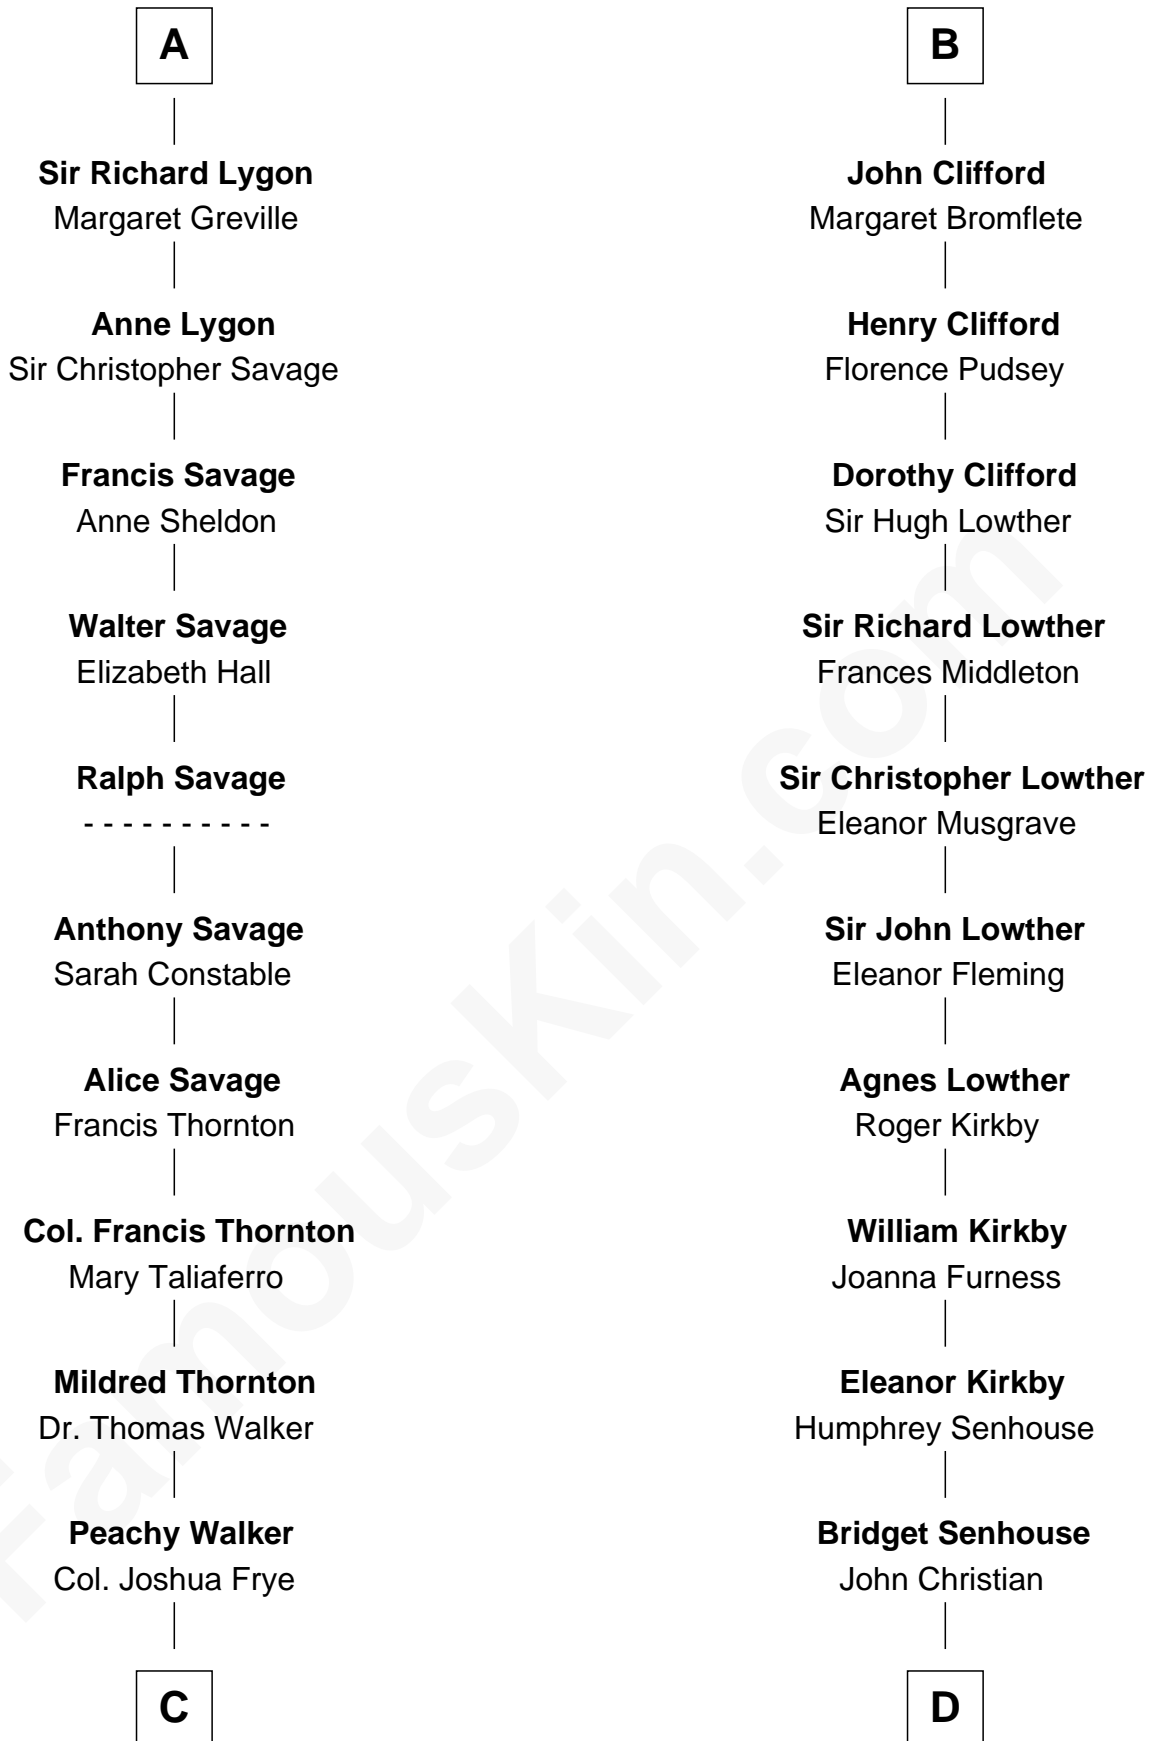 A
Sir Richard Lygon
Margaret Greville
Anne Lygon
Sir Christopher Savage
Francis Savage
Anne Sheldon
Walter Savage
Elizabeth Hall
Ralph Savage
- - - - - - - - - -
Anthony Savage
Sarah Constable
Alice Savage
Francis Thornton
Col. Francis Thornton
Mary Taliaferro
Mildred Thornton
Dr. Thomas Walker
Peachy Walker
Col. Joshua Frye
C
B
John Clifford
Margaret Bromflete
Henry Clifford
Florence Pudsey
Dorothy Clifford
Sir Hugh Lowther
Sir Richard Lowther
Frances Middleton
Sir Christopher Lowther
Eleanor Musgrave
Sir John Lowther
Eleanor Fleming
Agnes Lowther
Roger Kirkby
William Kirkby
Joanna Furness
Eleanor Kirkby
Humphrey Senhouse
Bridget Senhouse
John Christian
D
FamousKin.com